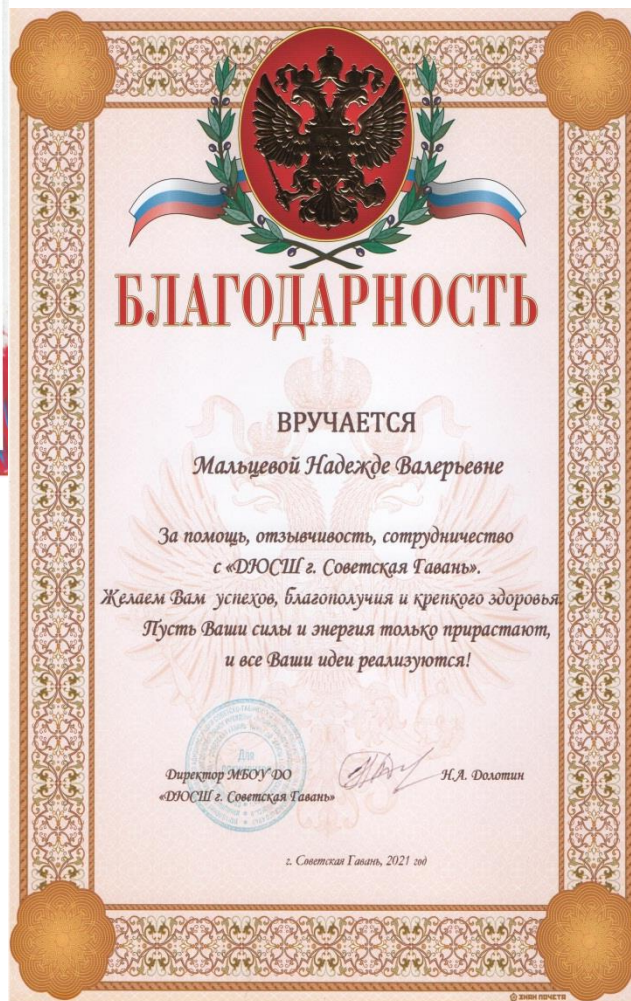 БЛАГОДАРНОСТЬ
ВРУЧАЕТСЯ
Мальцевой Надежде Валерьевне
За помощь, отзывчивость, сотрудничество
с «ДЮСШ г. Советская Гавань».
Желаем Вам успехов, благополучия и крепкого здоровья.
Пусть Ваши силы и энергия только прирастают,
и все Ваши идеи реализуются!
Для
Директор МБОУ ДО
«ДЮСШ г. Советская Гавань»
Н.А. Долотин
г. Советская Гавань, 2021 год
ЗНАК ПОЧЕТА